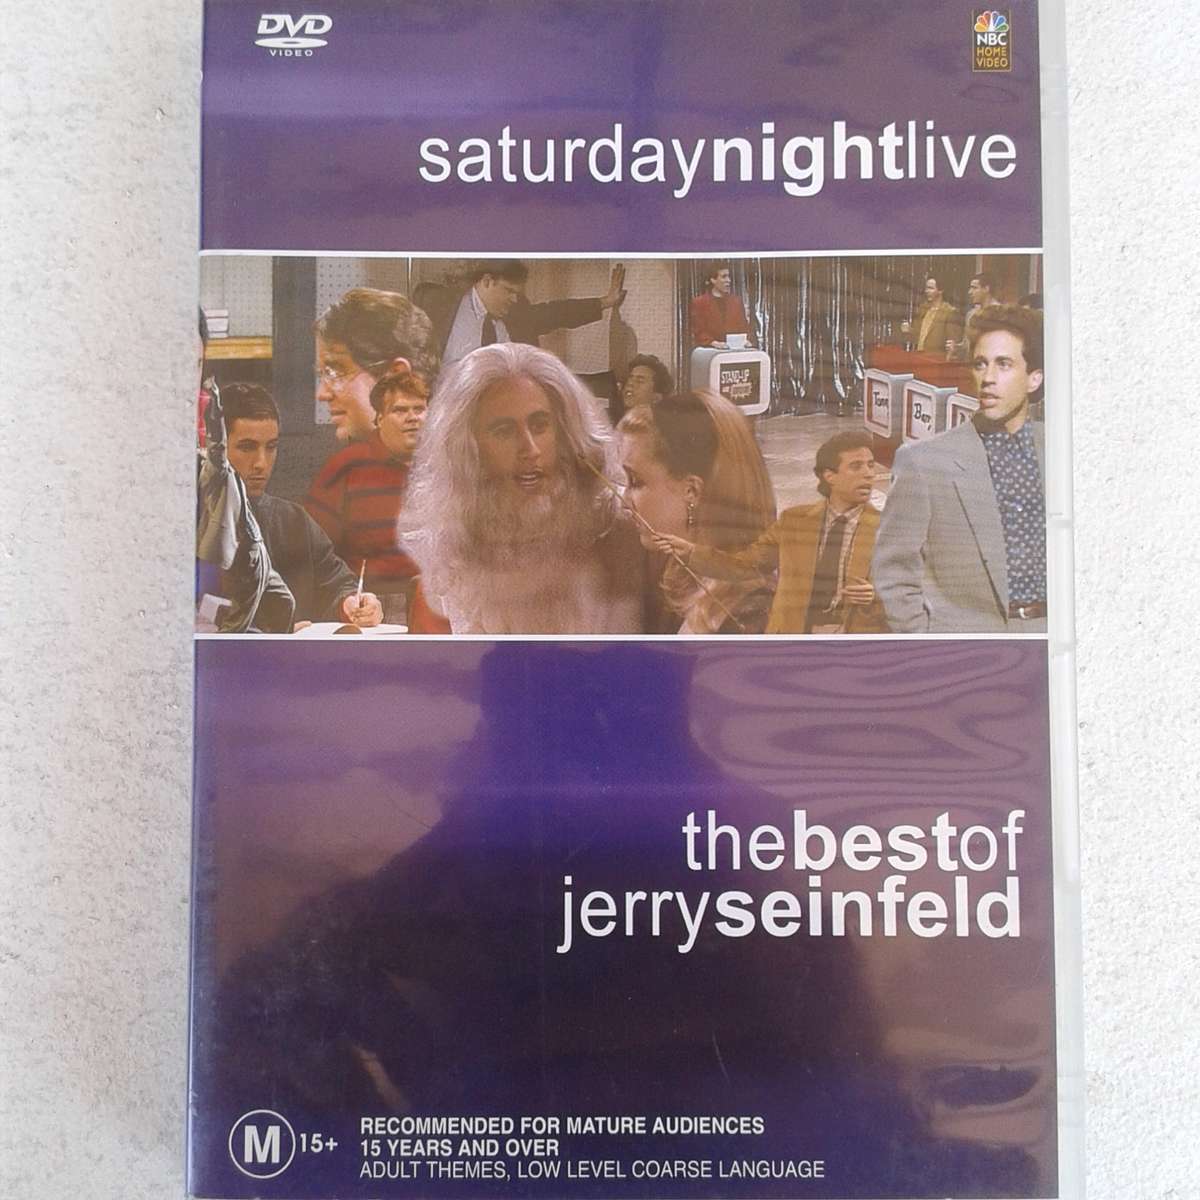 DVD
VIDEO
NBC
HOME
VIDEO
saturdaynightlive
STAND-UP
Tom
thebestof
jerryseinfeld
M 15+
RECOMMENDED FOR MATURE AUDIENCES
15 YEARS AND OVER
ADULT THEMES, LOW LEVEL COARSE LANGUAGE